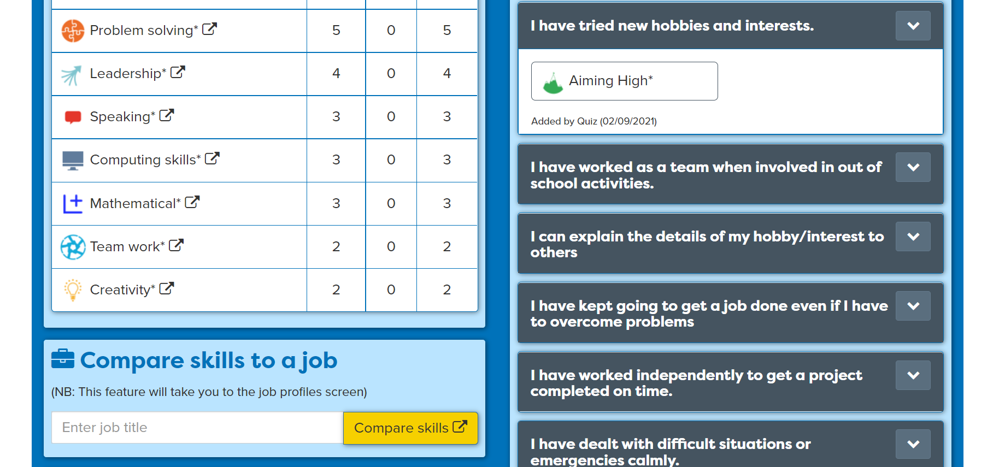 Problem solving* 5 0 5
Leadership* 4 0 4
Speaking* 3 0 3
Computing skills* 3 0 3
Mathematical* 3 0 3
Team work* 2 0 2
Creativity* 2 0 2
Compare skills to a job
(NB: This feature will take you to the job profiles screen)
Enter job title
Compare skills
I have tried new hobbies and interests.
Aiming High*
Added by Quiz (02/09/2021)
I have worked as a team when involved in out of
school activities.
I can explain the details of my hobby/interest to
others
I have kept going to get a job done even if I have
to overcome problems
I have worked independently to get a project
completed on time.
I have dealt with difficult situations or
emergencies calmly.